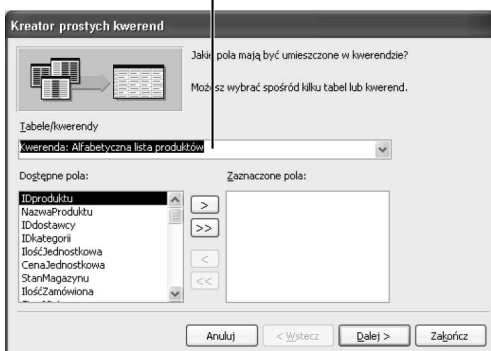 Kreator prostych kwerend
Jakie pola mają być umieszczone w kwerendzie?
Możesz wybrać spośród kilku tabel lub kwerend.
Tabele/kwerendy
Kwerenda: Alfabetyczna lista produktów
Dostępne pola:
Zaznaczone pola:
IDproduktu
NazwaProduktu
IDdostawcy
IDkategorii
IlośćJednostkowa
CenaJednostkowa
StanMagazynu
IlośćZamówiona
>
>>
<
<<
Anuluj
< Wstecz
Dalej >
Zakończ